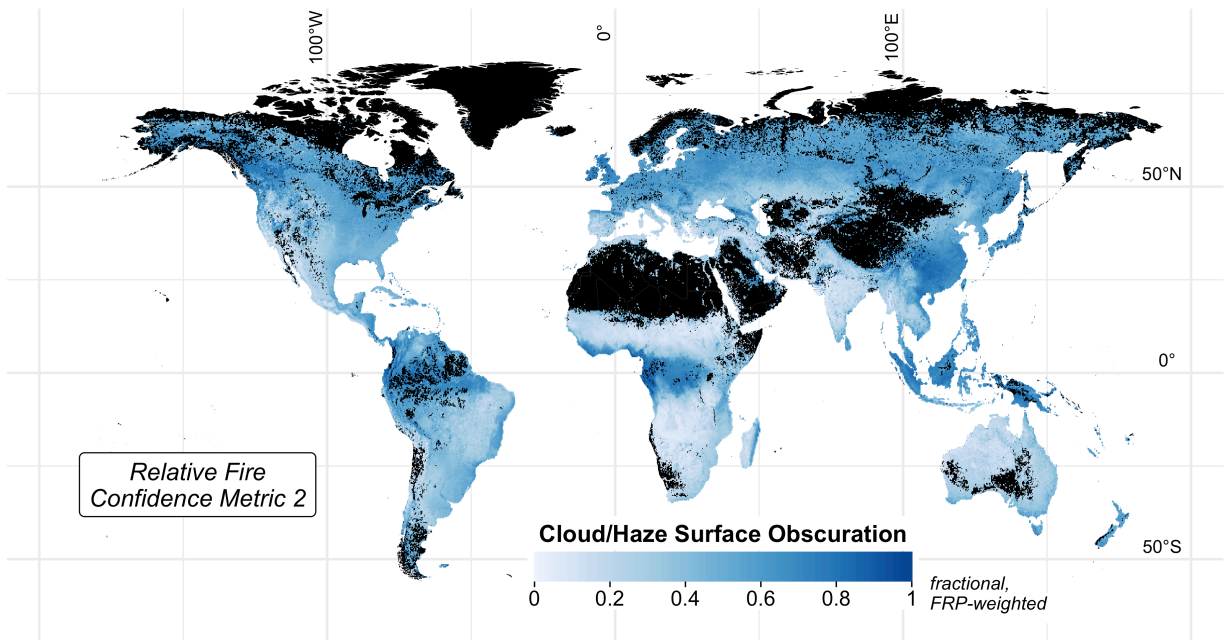 100°W
0°
100°E
50°N
0°
50°S
Relative Fire
Confidence Metric 2
Cloud/Haze Surface Obscuration
0 0.2 0.4 0.6 0.8 1
fractional,
FRP-weighted